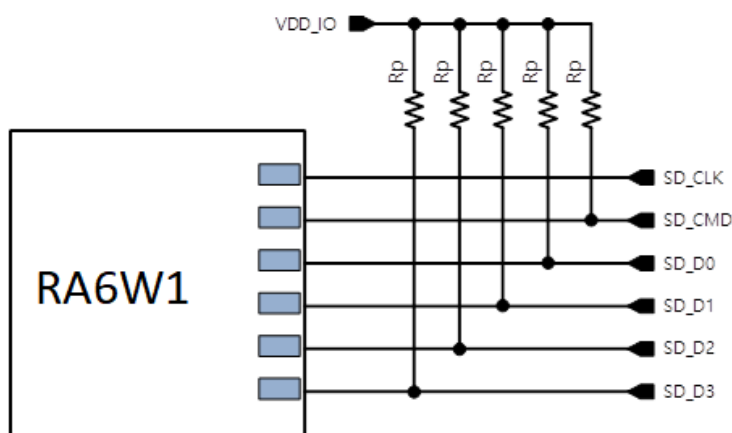 VDD_IO
Rp Rp Rp Rp Rp
SD_CLK
SD_CMD
SD_D0
RA6W1
SD_D1
SD_D2
SD_D3